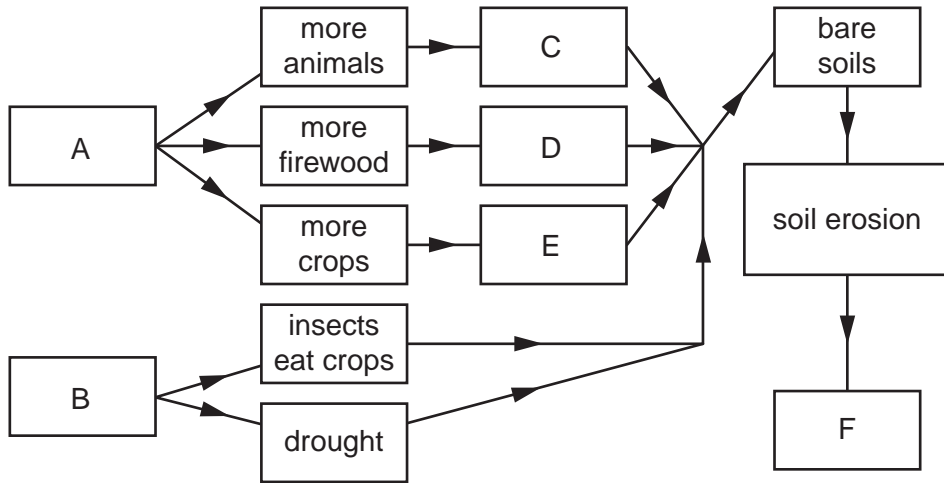 A
more
animals
C
more
firewood
D
more
crops
E
bare
soils
soil erosion
B
insects
eat crops
drought
F